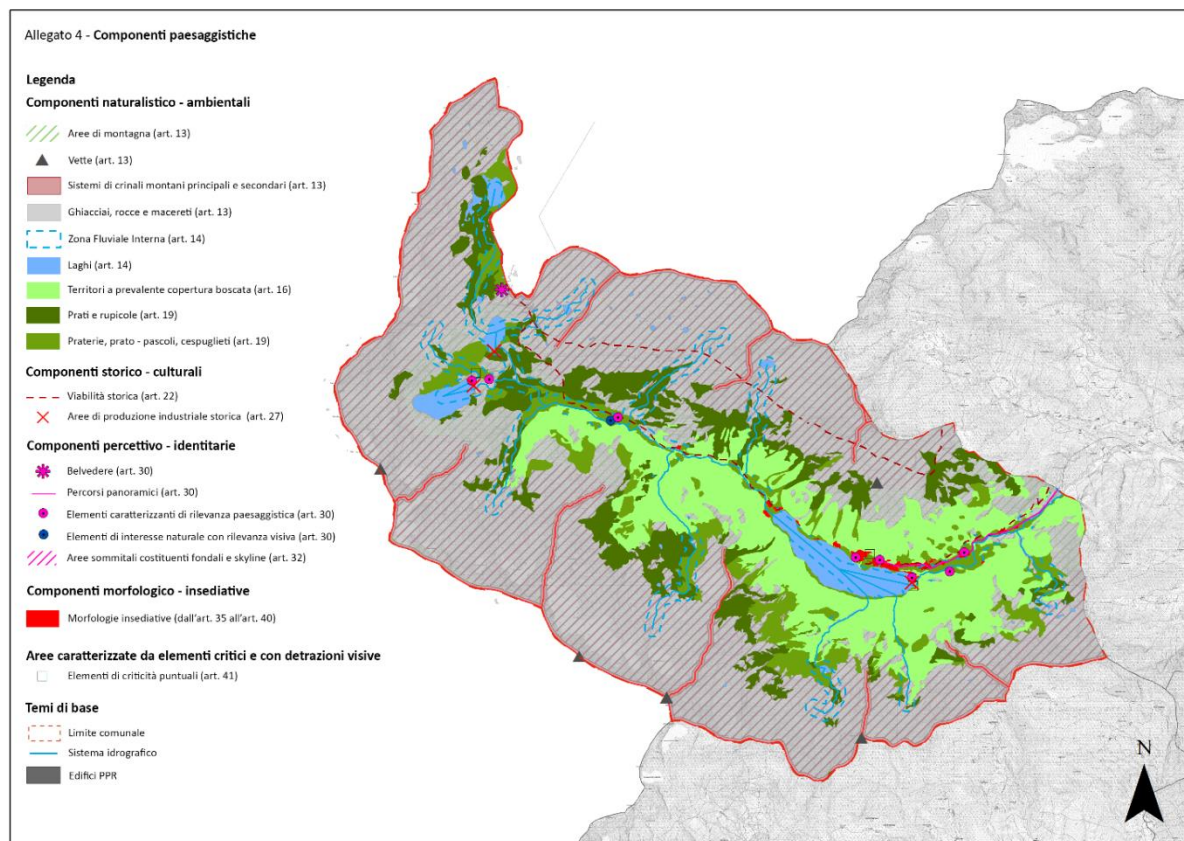 Allegato 4 - Componenti paesaggistiche
Legenda
Componenti naturalistico - ambientali
Aree di montagna (art. 13)
Vette (art. 13)
Sistemi di crinali montani principali e secondari (art. 13)
Ghiacciai, rocce e macereti (art. 13)
Zona Fluviale Interna (art. 14)
Laghi (art. 14)
Territori a prevalente copertura boscata (art. 16)
Prati e rupicole (art. 19)
Praterie, prato - pascoli, cespuglieti (art. 19)
Componenti storico - culturali
Viabilità storica (art. 22)
Aree di produzione industriale storica (art. 27)
Componenti percettivo - identitarie
Belvedere (art. 30)
Percorsi panoramici (art. 30)
Elementi caratterizzanti di rilevanza paesaggistica (art. 30)
Elementi di interesse naturale con rilevanza visiva (art. 30)
Aree sommitali costituenti fondali e skyline (art. 32)
Componenti morfologico - insediative
Morfologie insediative (dall'art. 35 all'art. 40)
Aree caratterizzate da elementi critici e con detrazioni visive
Elementi di criticità puntuali (art. 41)
Temi di base
Limite comunale
Sistema idrografico
Edifici PPR
N